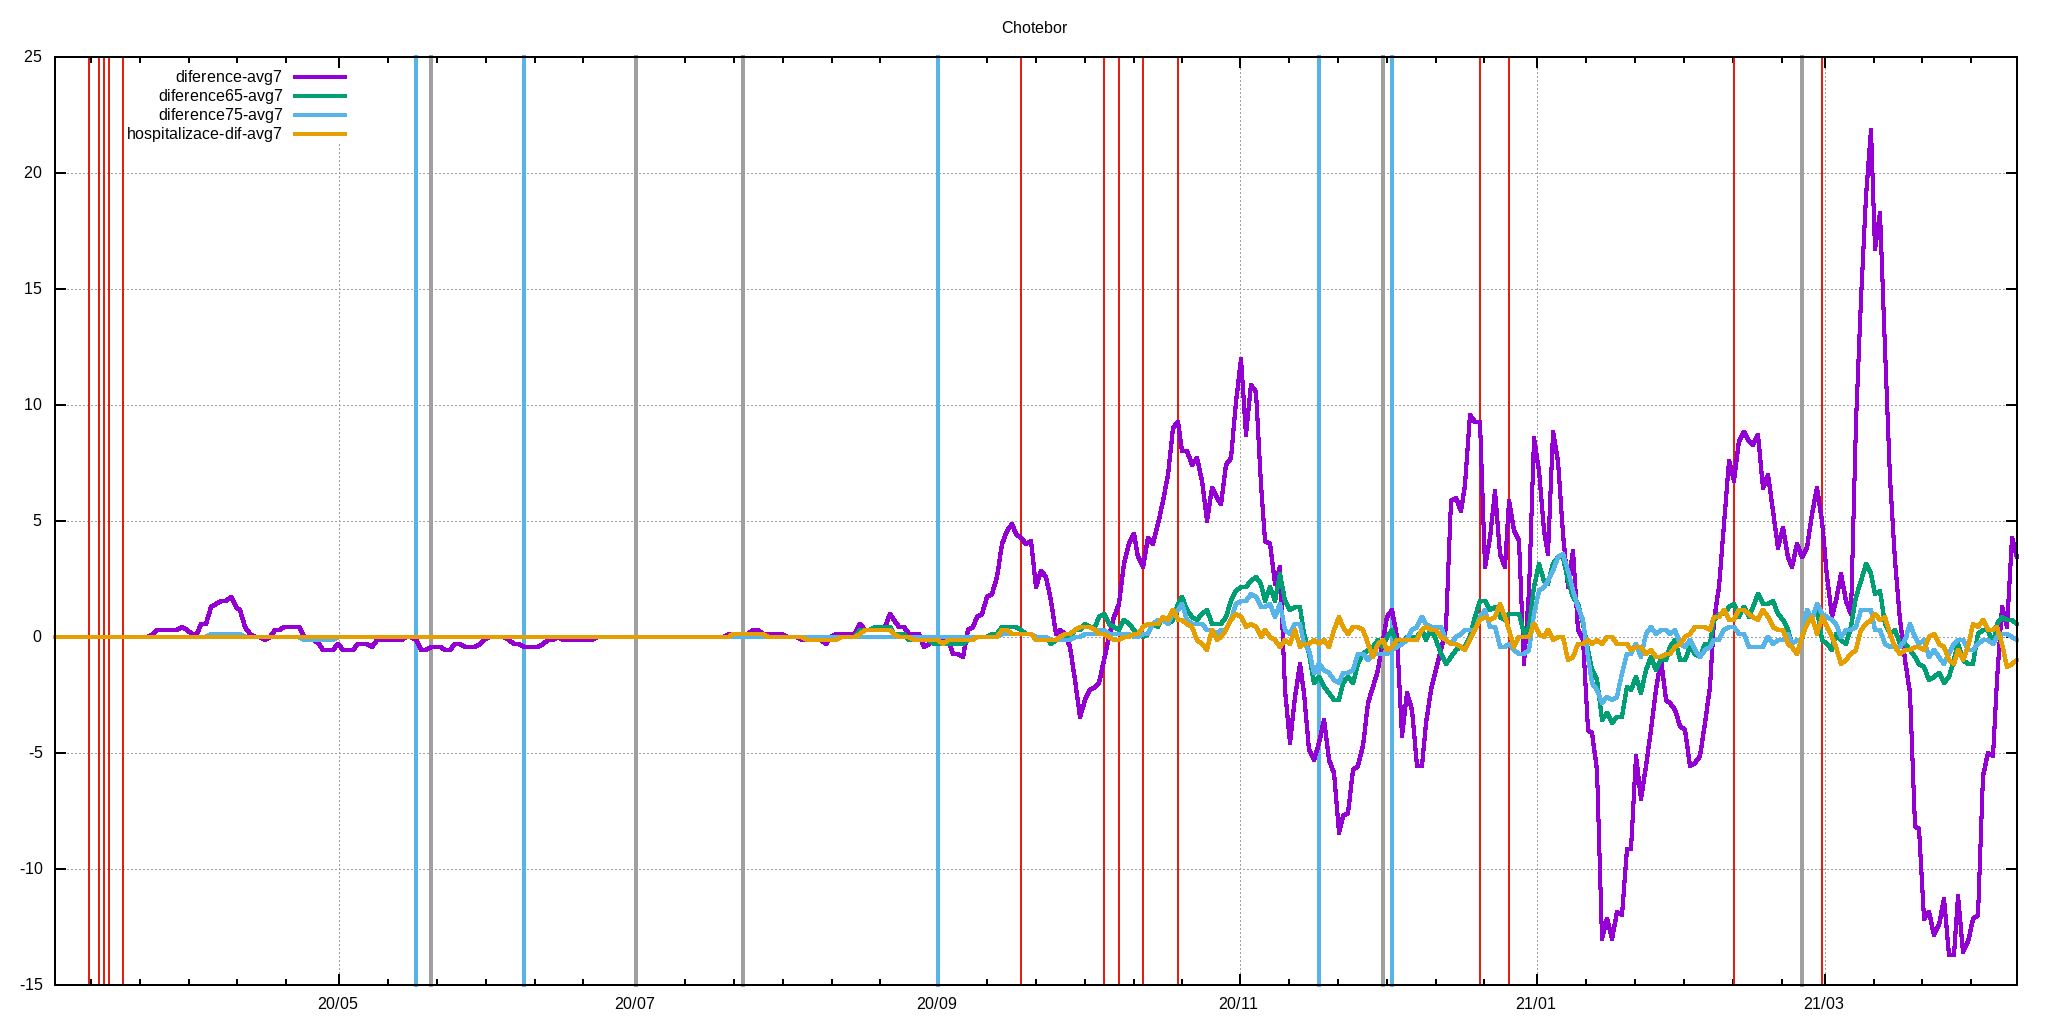 Chotebor
25
diference-avg7
diference65-avg7
diference75-avg7
hospitalizace-dif-avg7
20
15
10
5
0
-5
-10
-15
20/05 20/07 20/09 20/11 21/01 21/03